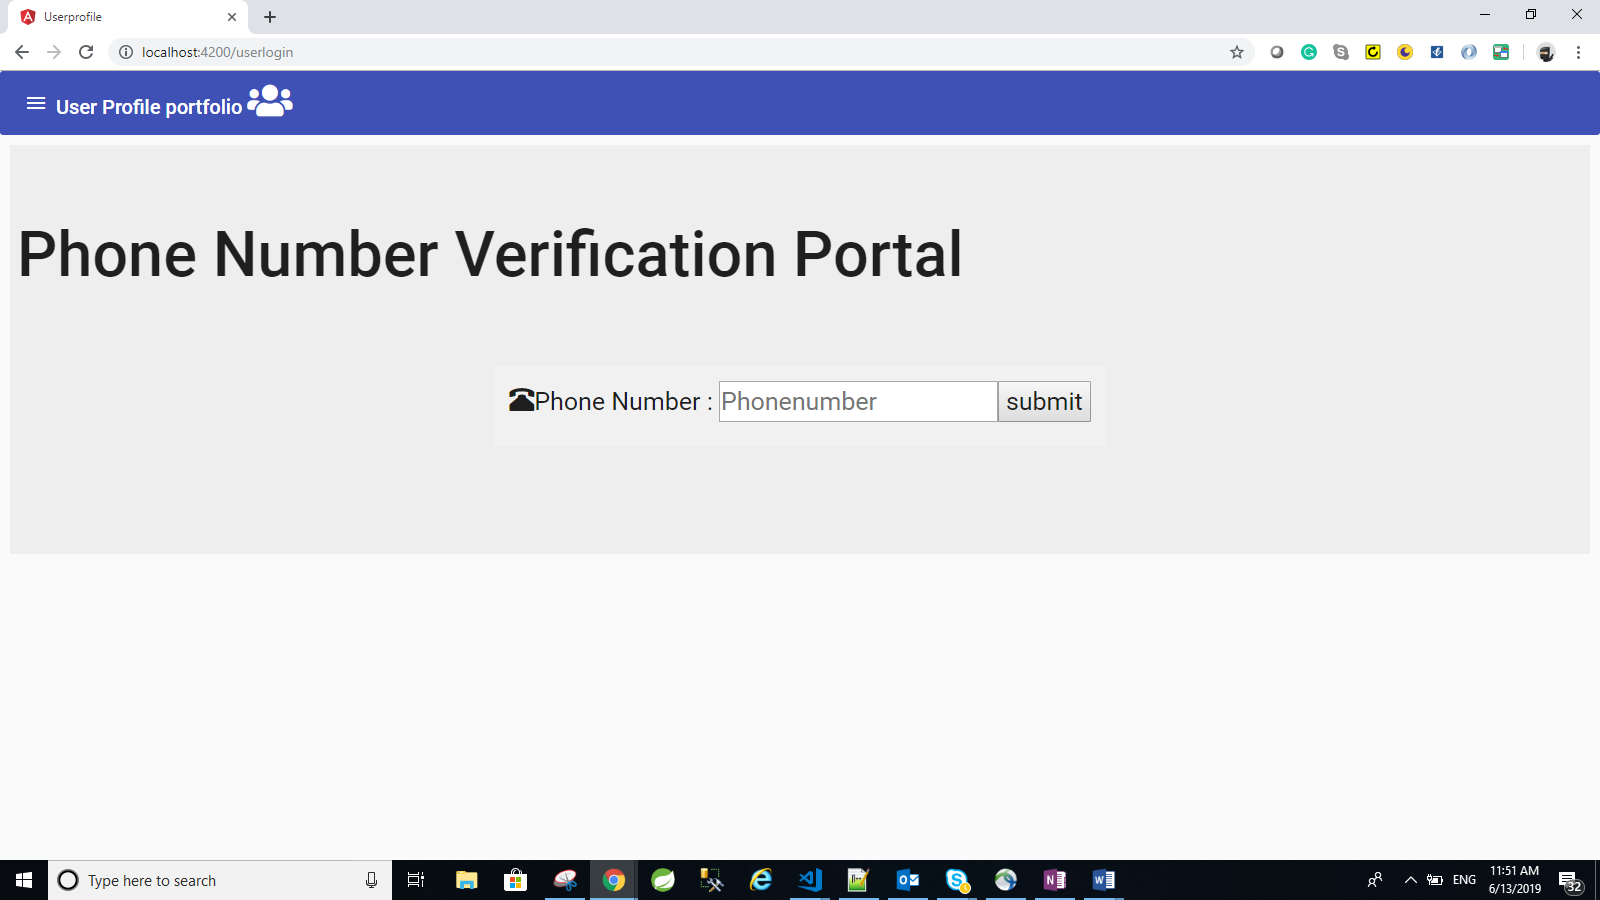 Userprofile
localhost:4200/userlogin
User Profile portfolio
Phone Number Verification Portal
Phone Number : Phonenumber submit
Type here to search
ENG
11:51 AM
6/13/2019
32